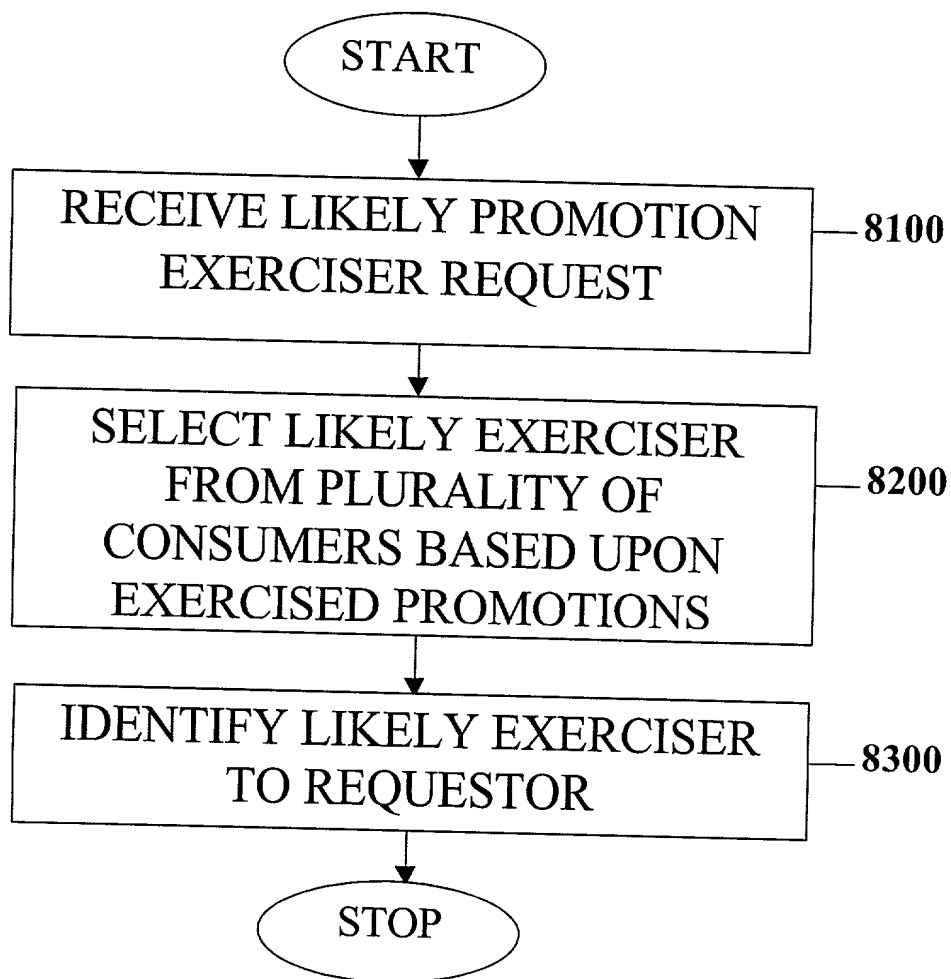 START
RECEIVE LIKELY PROMOTION
EXERCISER REQUEST
8100
SELECT LIKELY EXERCISER
FROM PLURALITY OF
CONSUMERS BASED UPON
EXERCISED PROMOTIONS
8200
IDENTIFY LIKELY EXERCISER
TO REQUESTOR
8300
STOP